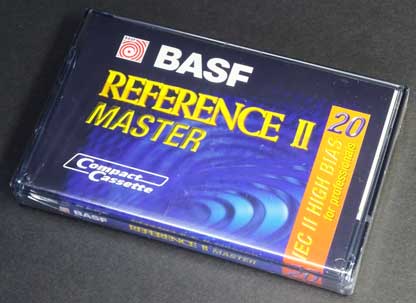 BASF
REFERENCE II
MASTER
Compact
Cassette
20
IEC II HIGH BIAS
for professionals
BASF REFERENCE II MASTER